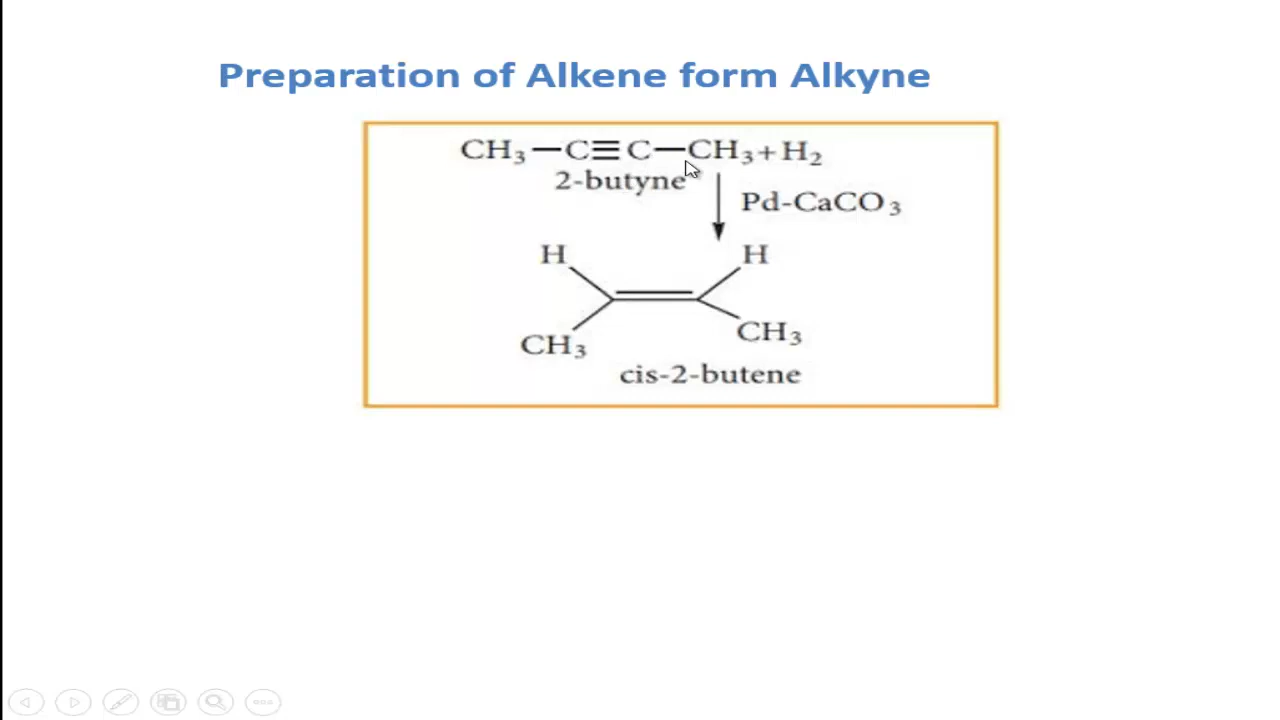 Preparation of Alkene form Alkyne
CH₃—C≡C—CH₃+H₂
2-butyne
Pd-CaCO₃
H H
CH₃ CH₃
cis-2-butene